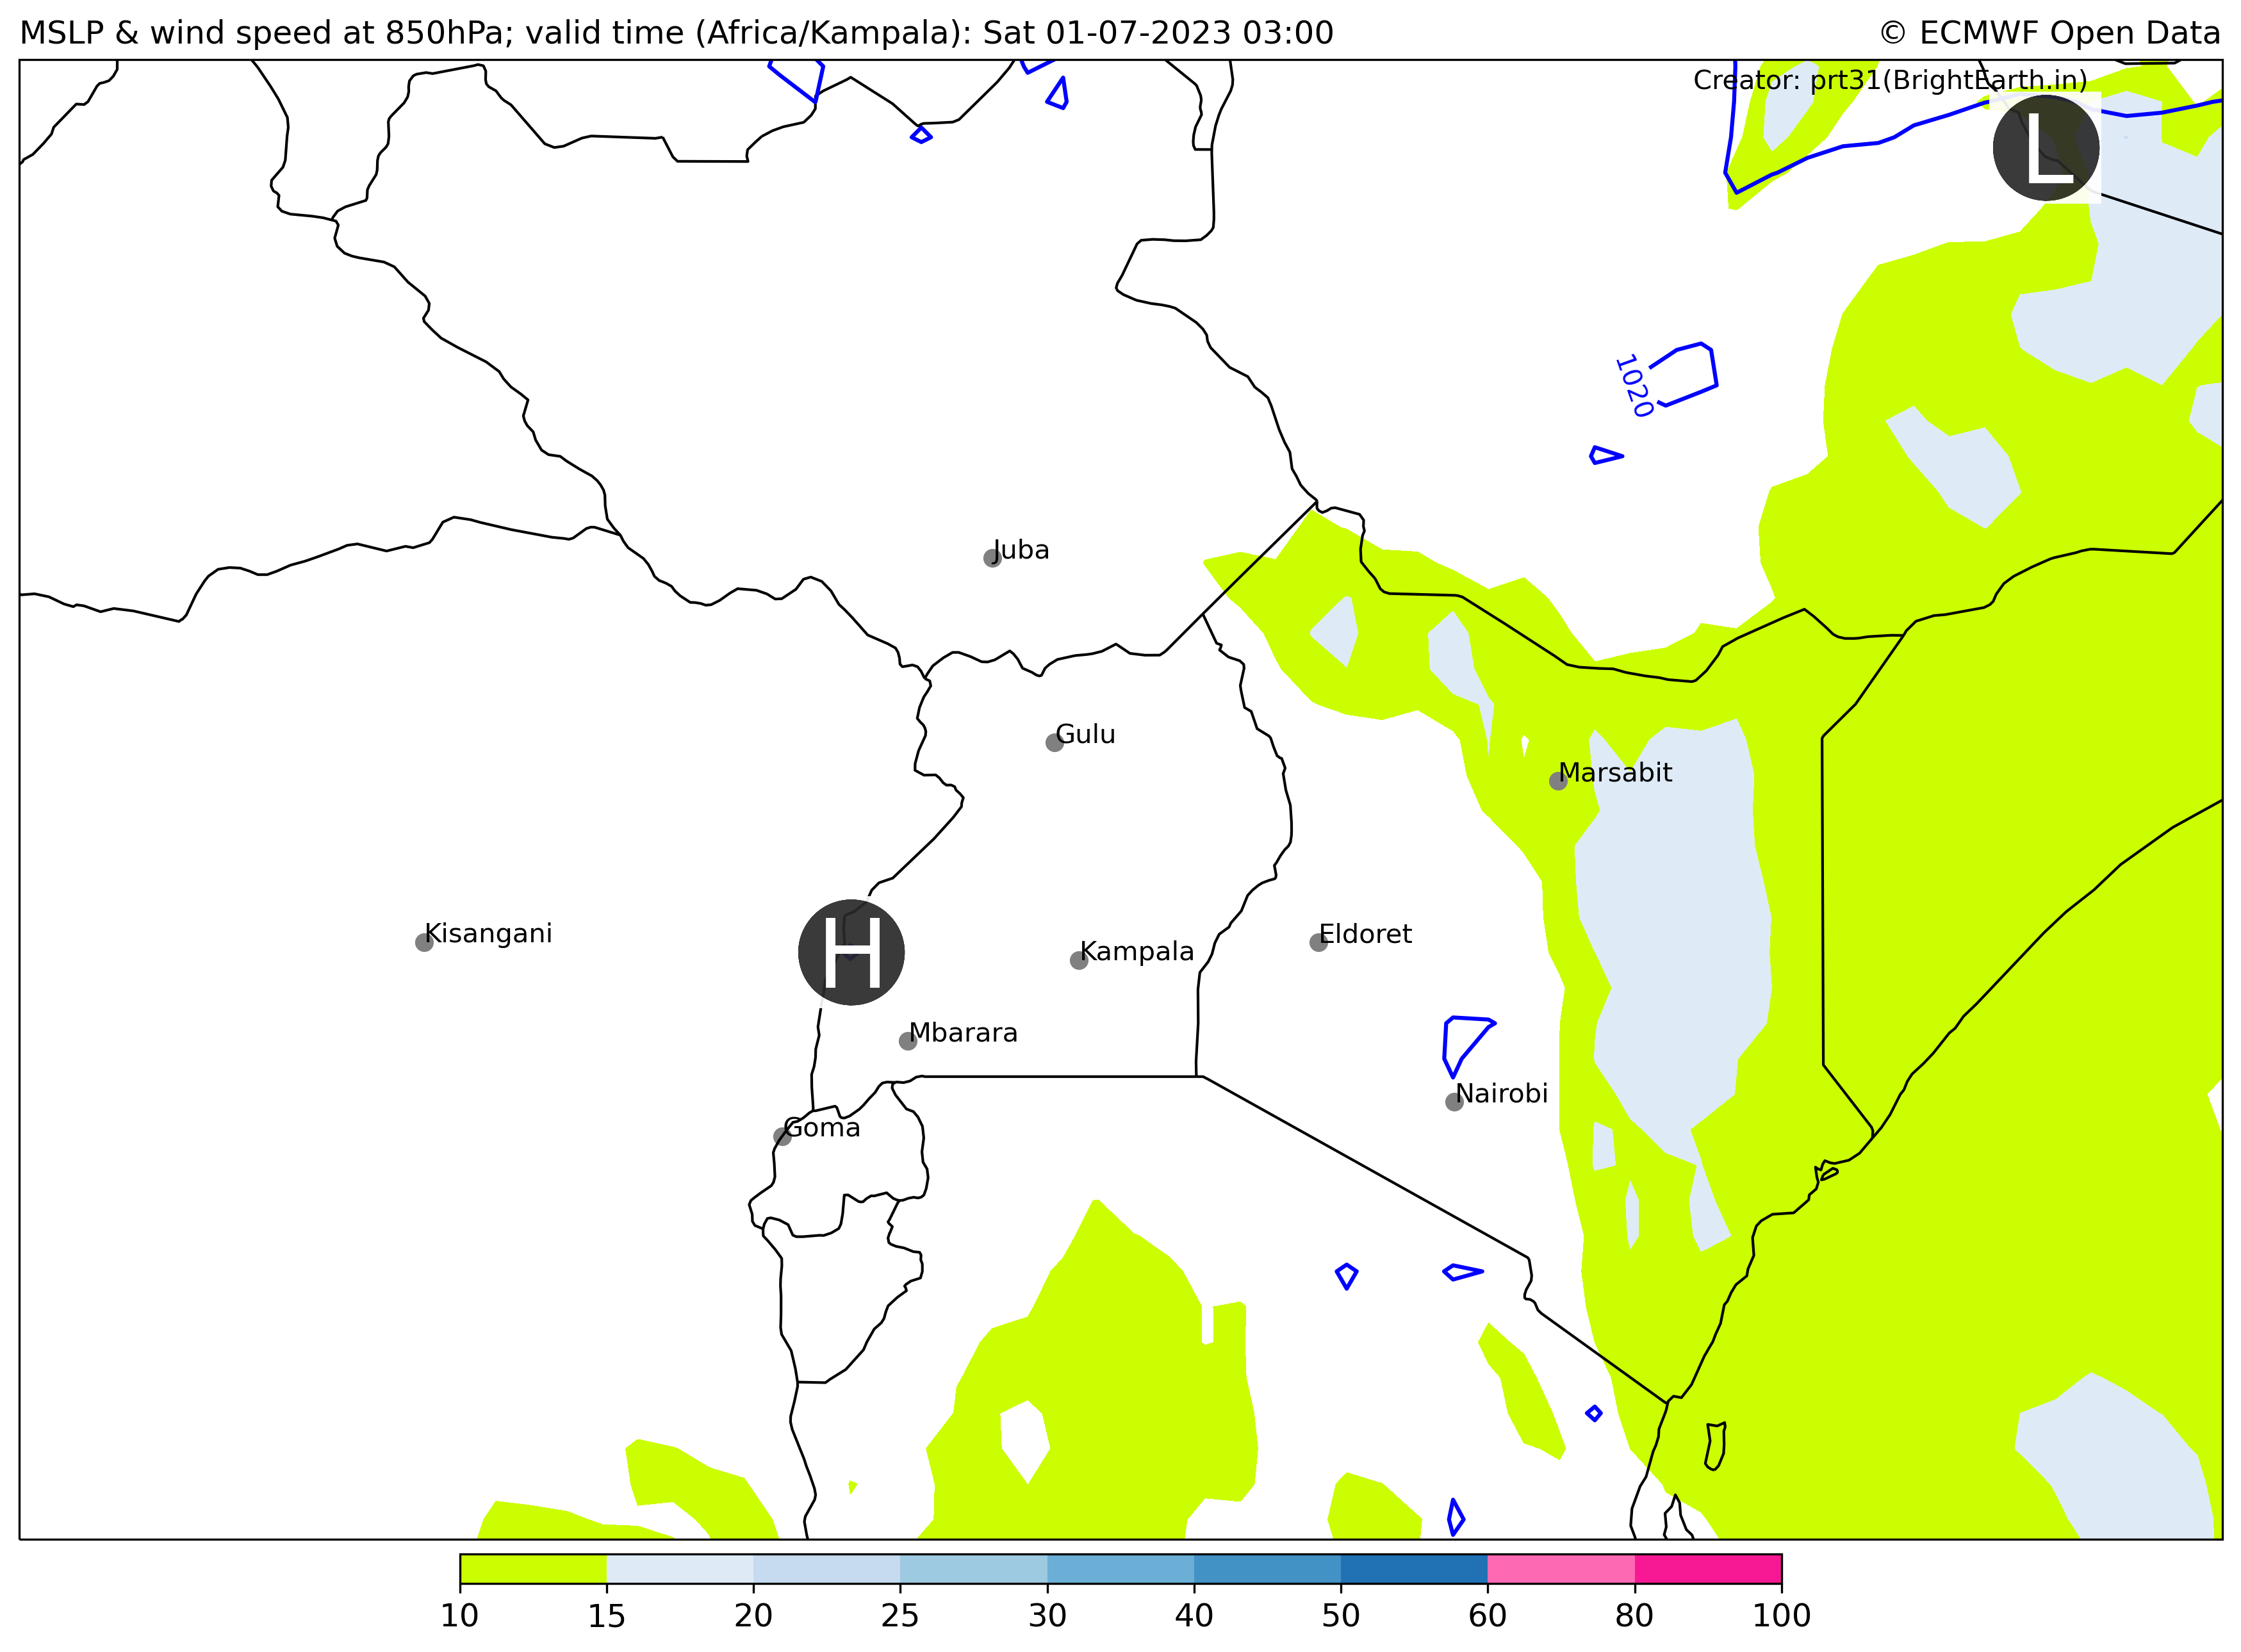 MSLP & wind speed at 850hPa; valid time (Africa/Kampala): Sat 01-07-2023 03:00
© ECMWF Open Data
Creator: prt31(BrightEarth.in)
L
1020
Juba
Gulu
Marsabit
Kisangani
H
Kampala
Eldoret
Mbarara
Nairobi
Goma
10 15 20 25 30 40 50 60 80 100